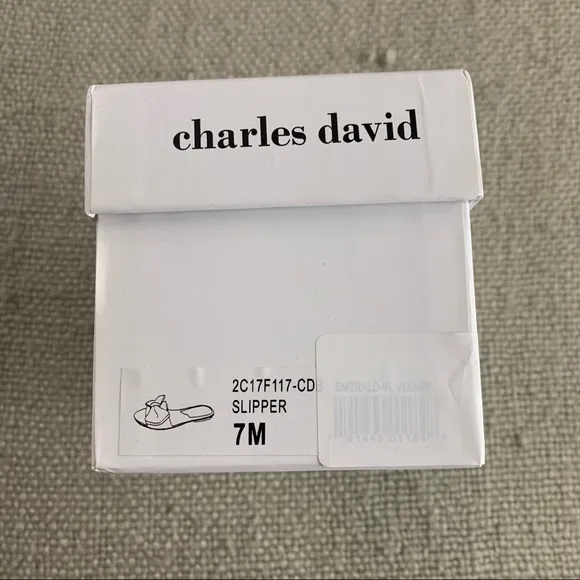 charles david
2C17F117-CD
SLIPPER
7M